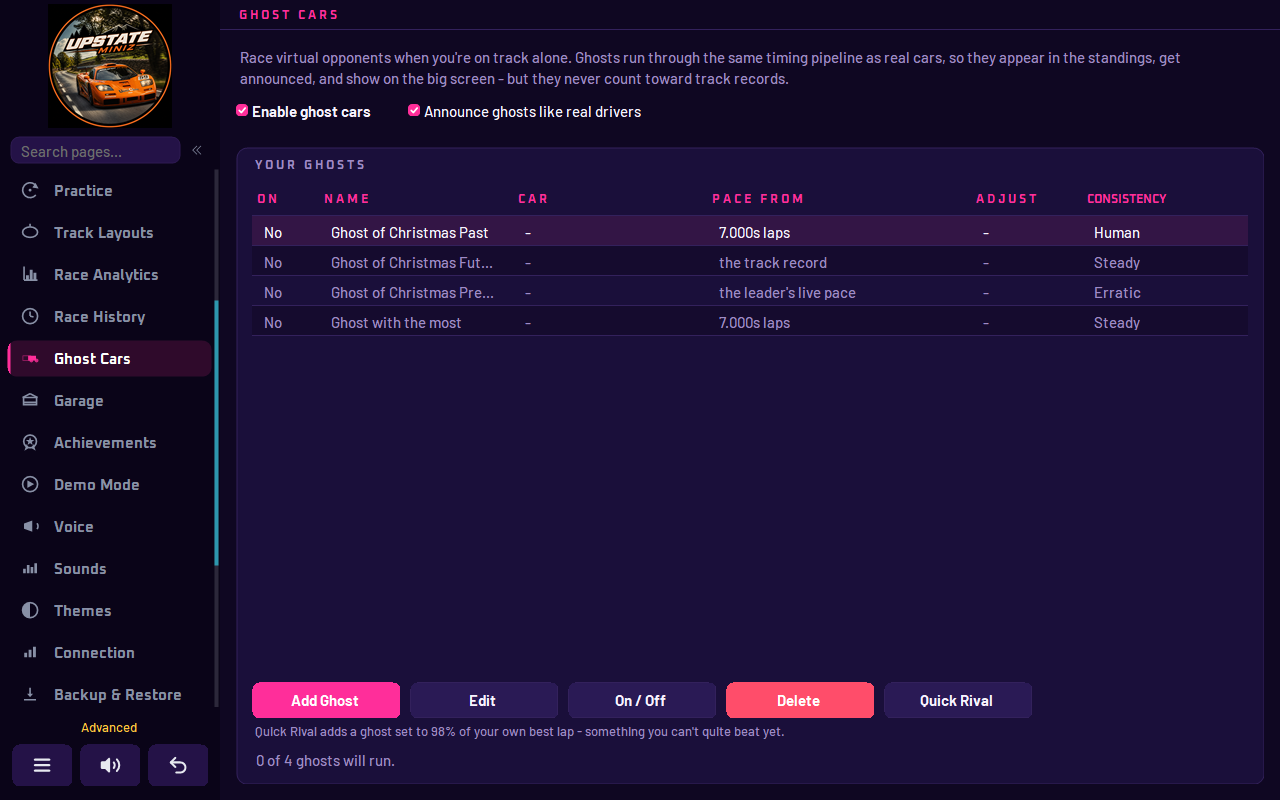 GHOST CARS
UPSTATE
MINIZ
Race virtual opponents when you're on track alone. Ghosts run through the same timing pipeline as real cars, so they appear in the standings, get
announced, and show on the big screen - but they never count toward track records.
Enable ghost cars
Announce ghosts like real drivers
Search pages...
Practice
Track Layouts
Race Analytics
Race History
Ghost Cars
Garage
Achievements
Demo Mode
Voice
Sounds
Themes
Connection
Backup & Restore
Advanced
YOUR GHOSTS
ON NAME CAR PACE FROM ADJUST CONSISTENCY
No Ghost of Christmas Past - 7.000s laps - Human
No Ghost of Christmas Fut... - the track record - Steady
No Ghost of Christmas Pre... - the leader's live pace - Erratic
No Ghost with the most - 7.000s laps - Steady
Add Ghost Edit On / Off Delete Quick Rival
Quick Rival adds a ghost set to 98% of your own best lap - something you can't quite beat yet.
0 of 4 ghosts will run.